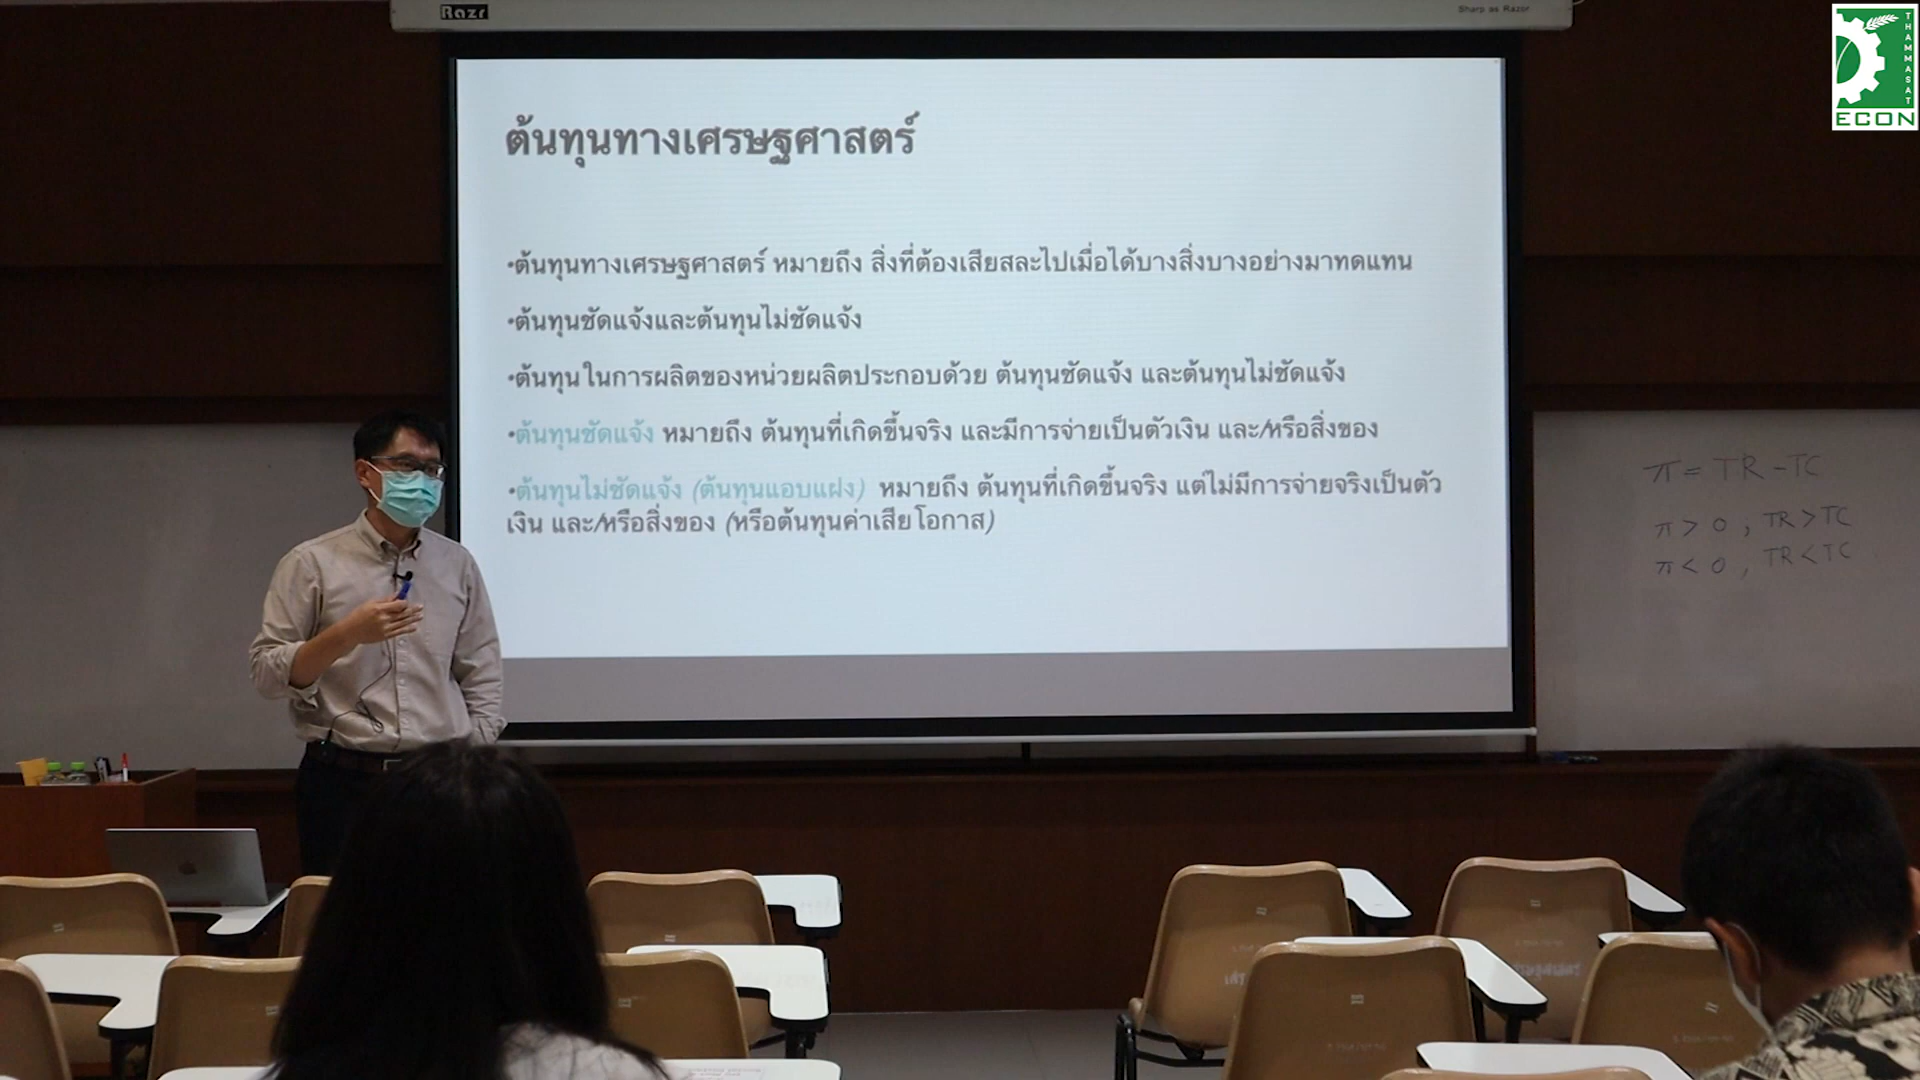 Razr
Sharp as Razor
THAMMASAT
ECON
ต้นทุนทางเศรษฐศาสตร์
•ต้นทุนทางเศรษฐศาสตร์ หมายถึง สิ่งที่ต้องเสียสละไปเมื่อได้บางสิ่งบางอย่างมาทดแทน
•ต้นทุนชัดแจ้งและต้นทุนไม่ชัดแจ้ง
•ต้นทุนในการผลิตของหน่วยผลิตประกอบด้วย ต้นทุนชัดแจ้ง และต้นทุนไม่ชัดแจ้ง
•ต้นทุนชัดแจ้ง หมายถึง ต้นทุนที่เกิดขึ้นจริง และมีการจ่ายเป็นตัวเงิน และ/หรือสิ่งของ
•ต้นทุนไม่ชัดแจ้ง (ต้นทุนแอบแฝง) หมายถึง ต้นทุนที่เกิดขึ้นจริง แต่ไม่มีการจ่ายจริงเป็นตัว
เงิน และ/หรือสิ่งของ (หรือต้นทุนค่าเสียโอกาส)
π = TR - TC
π > 0 , TR > TC
π < 0 , TR < TC